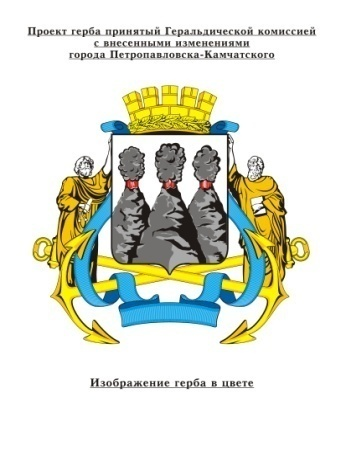 Проект герба принятый Геральдической комиссией
с внесенными изменениями
города Петропавловска-Камчатского
Изображение герба в цвете